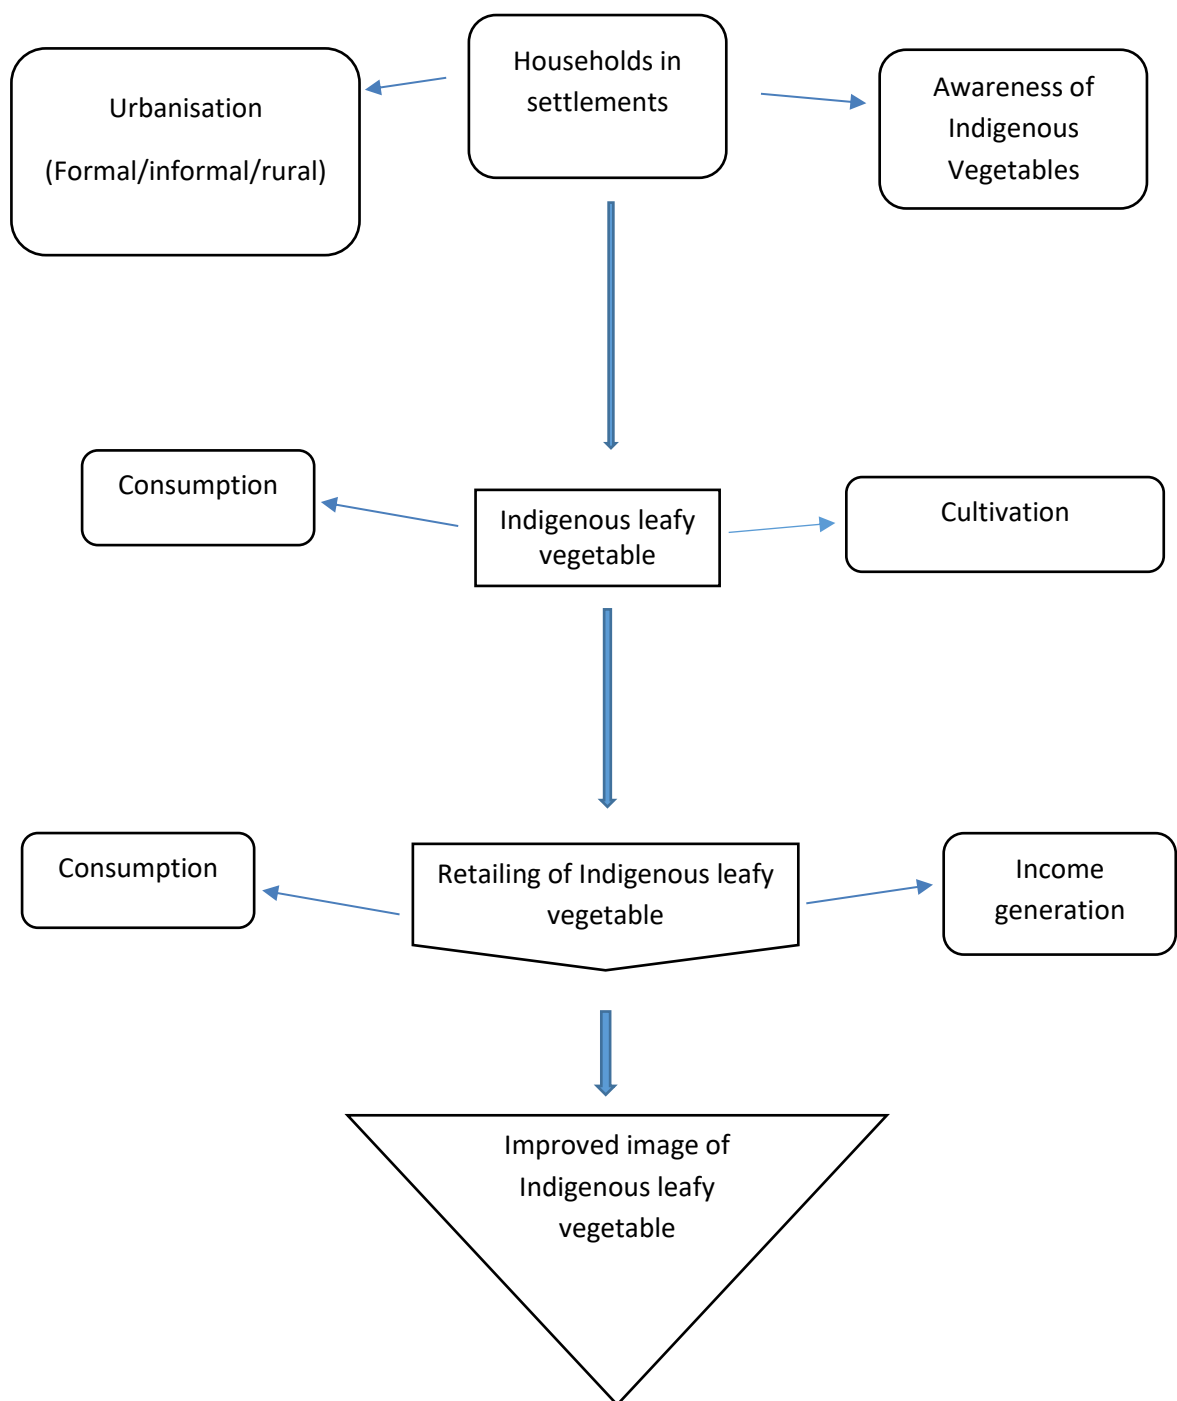 Households in
settlements
Urbanisation
(Formal/informal/rural)
Awareness of
Indigenous
Vegetables
Consumption
Indigenous leafy
vegetable
Cultivation
Consumption
Retailing of Indigenous leafy
vegetable
Income
generation
Improved image of
Indigenous leafy
vegetable